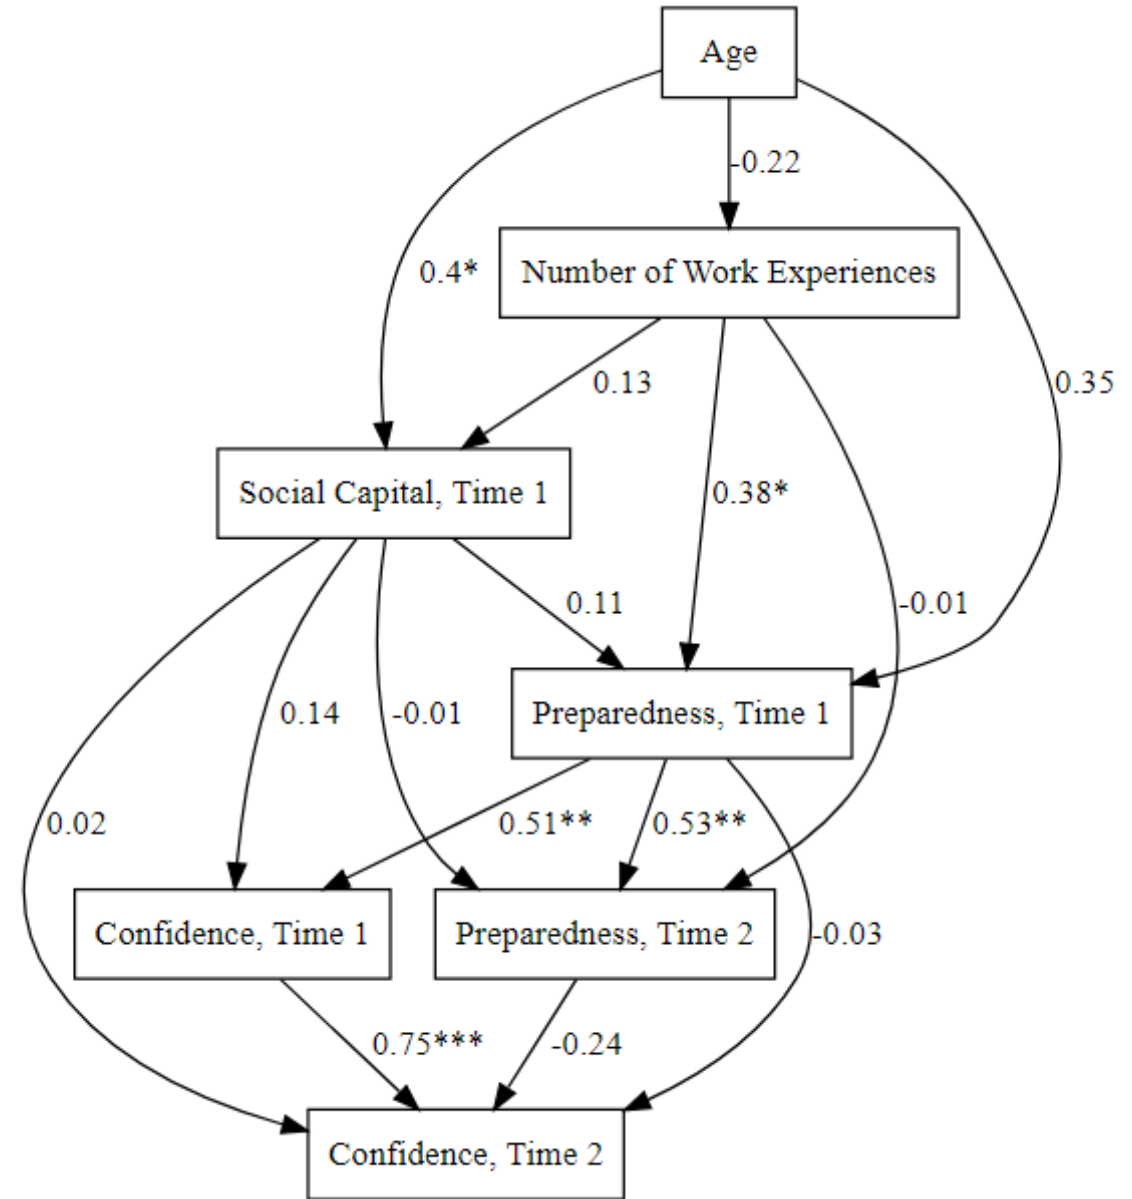 Age
-0.22
0.4*
Number of Work Experiences
0.13
0.35
Social Capital, Time 1
0.38*
0.11
-0.01
Preparedness, Time 1
0.14
-0.01
0.02
0.51**
0.53**
Confidence, Time 1
Preparedness, Time 2
-0.03
0.75***
-0.24
Confidence, Time 2